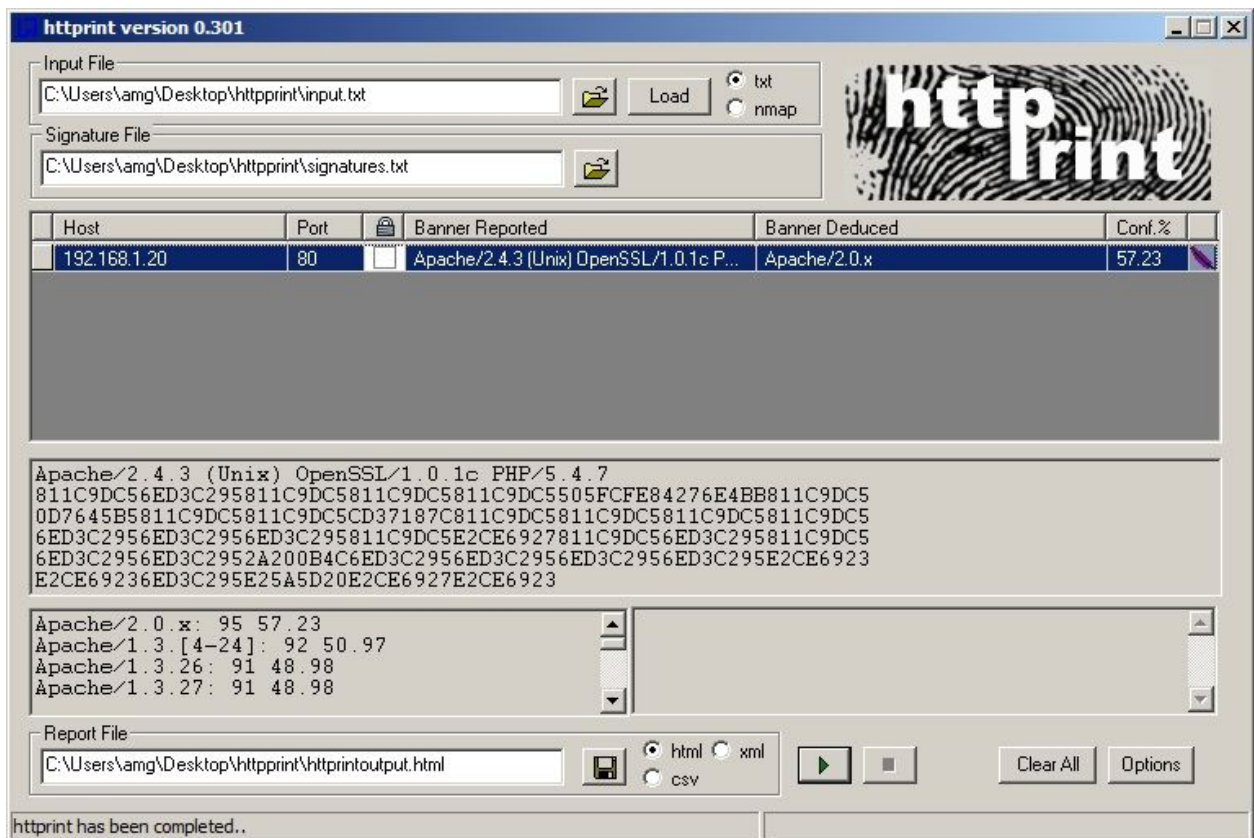 httprint version 0.301
Input File
C:\Users\amg\Desktop\httpprint\input.txt
Load
txt
nmap
http
print
Signature File
C:\Users\amg\Desktop\httpprint\signatures.txt
Host Port Banner Reported Banner Deduced Conf.%
192.168.1.20 80 Apache/2.4.3 (Unix) OpenSSL/1.0.1c P... Apache/2.0.x 57.23
Apache/2.4.3 (Unix) OpenSSL/1.0.1c PHP/5.4.7
811C9DC56ED3C295811C9DC5811C9DC5811C9DC5505FCFE84276E4BB811C9DC5
0D7645B5811C9DC5811C9DC5CD37187C811C9DC5811C9DC5811C9DC5811C9DC5
6ED3C2956ED3C2956ED3C295811C9DC5E2CE6927811C9DC56ED3C295811C9DC5
6ED3C2956ED3C2952A200B4C6ED3C2956ED3C2956ED3C2956ED3C295E2CE6923
E2CE69236ED3C295E25A5D20E2CE6927E2CE6923
Apache/2.0.x: 95 57.23
Apache/1.3.[4-24]: 92 50.97
Apache/1.3.26: 91 48.98
Apache/1.3.27: 91 48.98
Report File
C:\Users\amg\Desktop\httpprint\httprintoutput.html
html
xml
csv
Clear All
Options
httprint has been completed..